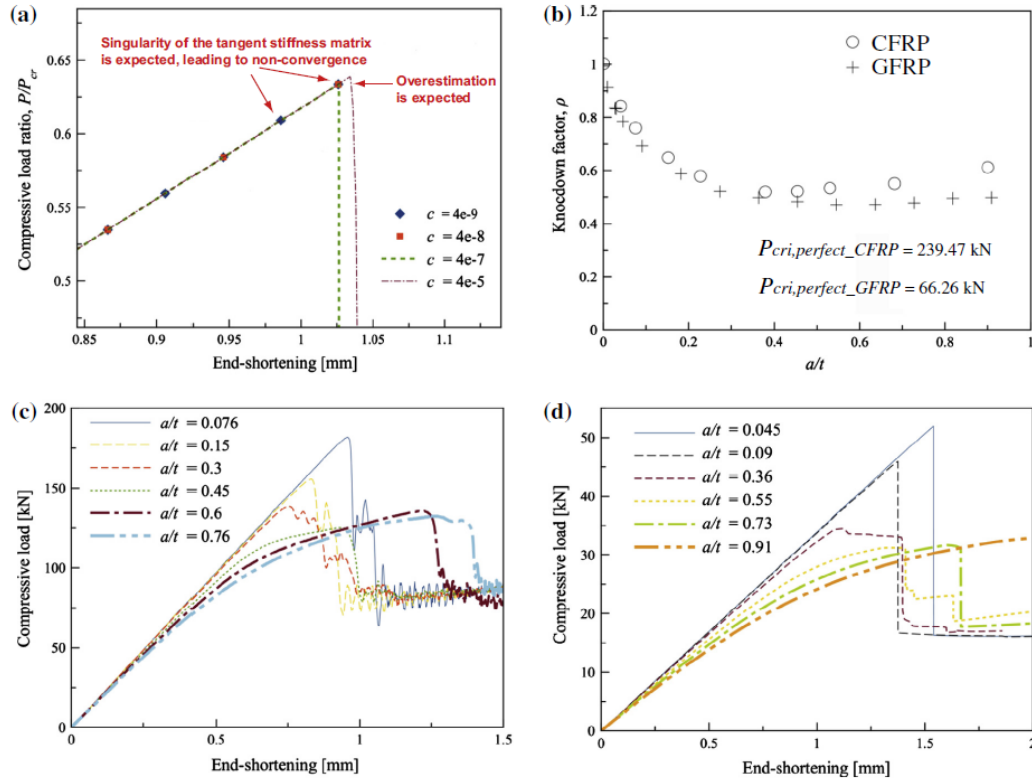 (a)
Singularity of the tangent stiffness matrix
is expected, leading to non-convergence
Overestimation
is expected
0.65
0.6
0.55
0.5
Compressive load ratio, P/Pcr
c = 4e-9
c = 4e-8
c = 4e-7
c = 4e-5
0.85
0.9
0.95
1
1.05
1.1
End-shortening [mm]
(b)
CFRP
GFRP
1.2
1
0.8
0.6
0.4
0.2
0
Knocdown factor, ρ
Pcri,perfect_CFRP = 239.47 kN
Pcri,perfect_GFRP = 66.26 kN
0
0.2
0.4
0.6
0.8
1
a/t
(c)
200
150
100
50
0
Compressive load [kN]
a/t = 0.076
a/t = 0.15
a/t = 0.3
a/t = 0.45
a/t = 0.6
a/t = 0.76
0
0.5
1.0
1.5
End-shortening [mm]
(d)
60
50
40
30
20
10
0
Compressive load [kN]
a/t = 0.045
a/t = 0.09
a/t = 0.36
a/t = 0.55
a/t = 0.73
a/t = 0.91
0
0.5
1
1.5
2
End-shortening [mm]